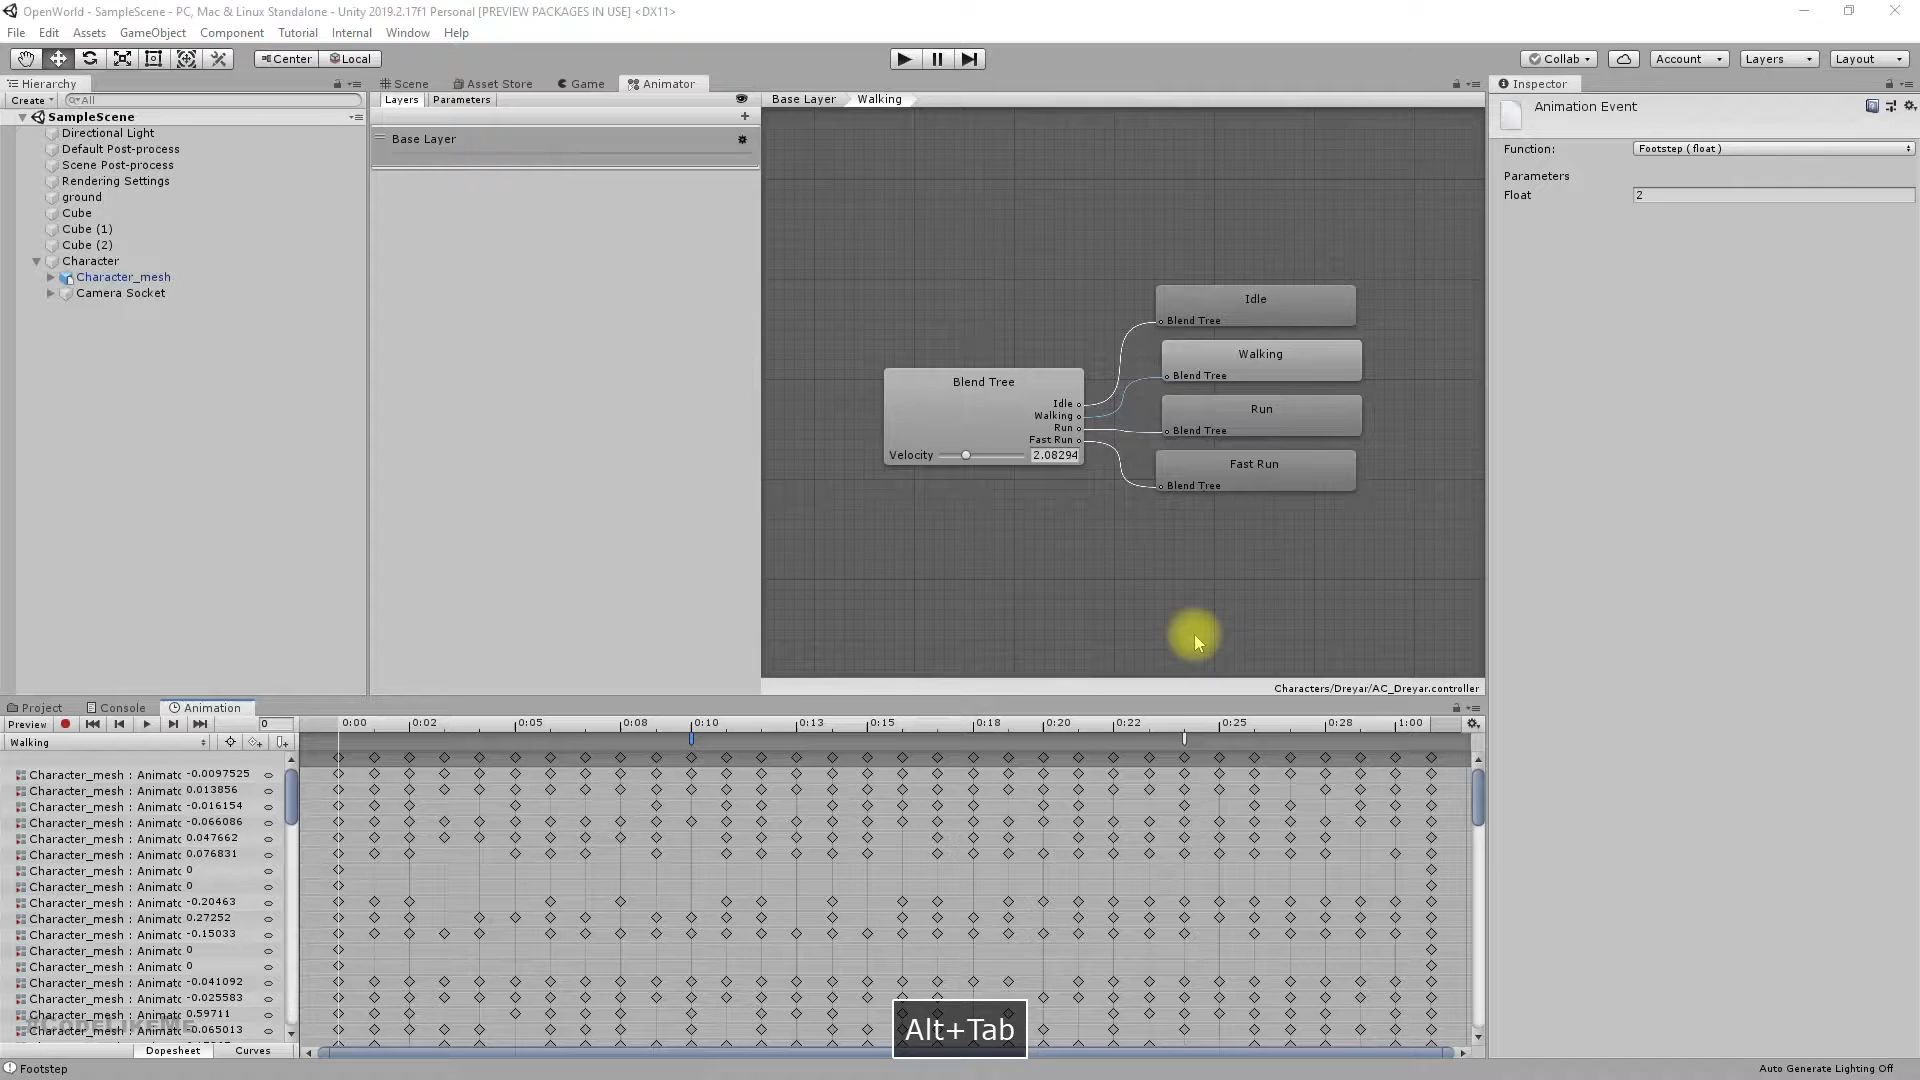 OpenWorld - SampleScene - PC, Mac & Linux Standalone - Unity 2019.2.17f1 Personal [PREVIEW PACKAGES IN USE] <DX11>
File Edit Assets GameObject Component Tutorial Internal Window Help
Center Local Collab Account Layers Layout
Hierarchy Scene Asset Store Game Animator Inspector
Create All Layers Parameters Base Layer Walking
SampleScene
Directional Light
Default Post-process
Scene Post-process
Rendering Settings
ground
Cube
Cube (1)
Cube (2)
Character
Character_mesh
Camera Socket
Base Layer
Blend Tree
Idle
Walking
Run
Fast Run
Velocity 2.08294
Idle
Blend Tree
Walking
Blend Tree
Run
Blend Tree
Fast Run
Blend Tree
Characters/Dreyar/AC_Dreyar.controller
Animation Event
Function: Footstep ( float )
Parameters
Float 2
Project Console Animation
Preview 0 0:00 0:02 0:05 0:08 0:10 0:13 0:15 0:18 0:20 0:22 0:25 0:28 1:00
Walking
Character_mesh : Animatc -0.0097525
Character_mesh : Animatc 0.013856
Character_mesh : Animatc -0.016154
Character_mesh : Animatc -0.066086
Character_mesh : Animatc 0.047662
Character_mesh : Animatc 0.076831
Character_mesh : Animatc 0
Character_mesh : Animatc 0
Character_mesh : Animatc -0.20463
Character_mesh : Animatc 0.27252
Character_mesh : Animatc -0.15033
Character_mesh : Animatc 0
Character_mesh : Animatc 0
Character_mesh : Animatc -0.041092
Character_mesh : Animatc -0.025583
Character_mesh : Animatc 0.59711
#CodeLikeMe
Character_mesh : Animatc -0.065013
Dopesheet Curves
Alt+Tab
Footstep
Auto Generate Lighting Off